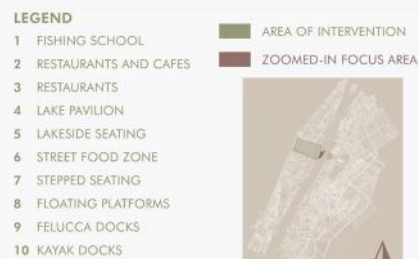 LEGEND
1 FISHING SCHOOL
2 RESTAURANTS AND CAFES
3 RESTAURANTS
4 LAKE PAVILION
5 LAKESIDE SEATING
6 STREET FOOD ZONE
7 STEPPED SEATING
8 FLOATING PLATFORMS
9 FELUCCA DOCKS
10 KAYAK DOCKS
AREA OF INTERVENTION
ZOOMED-IN FOCUS AREA